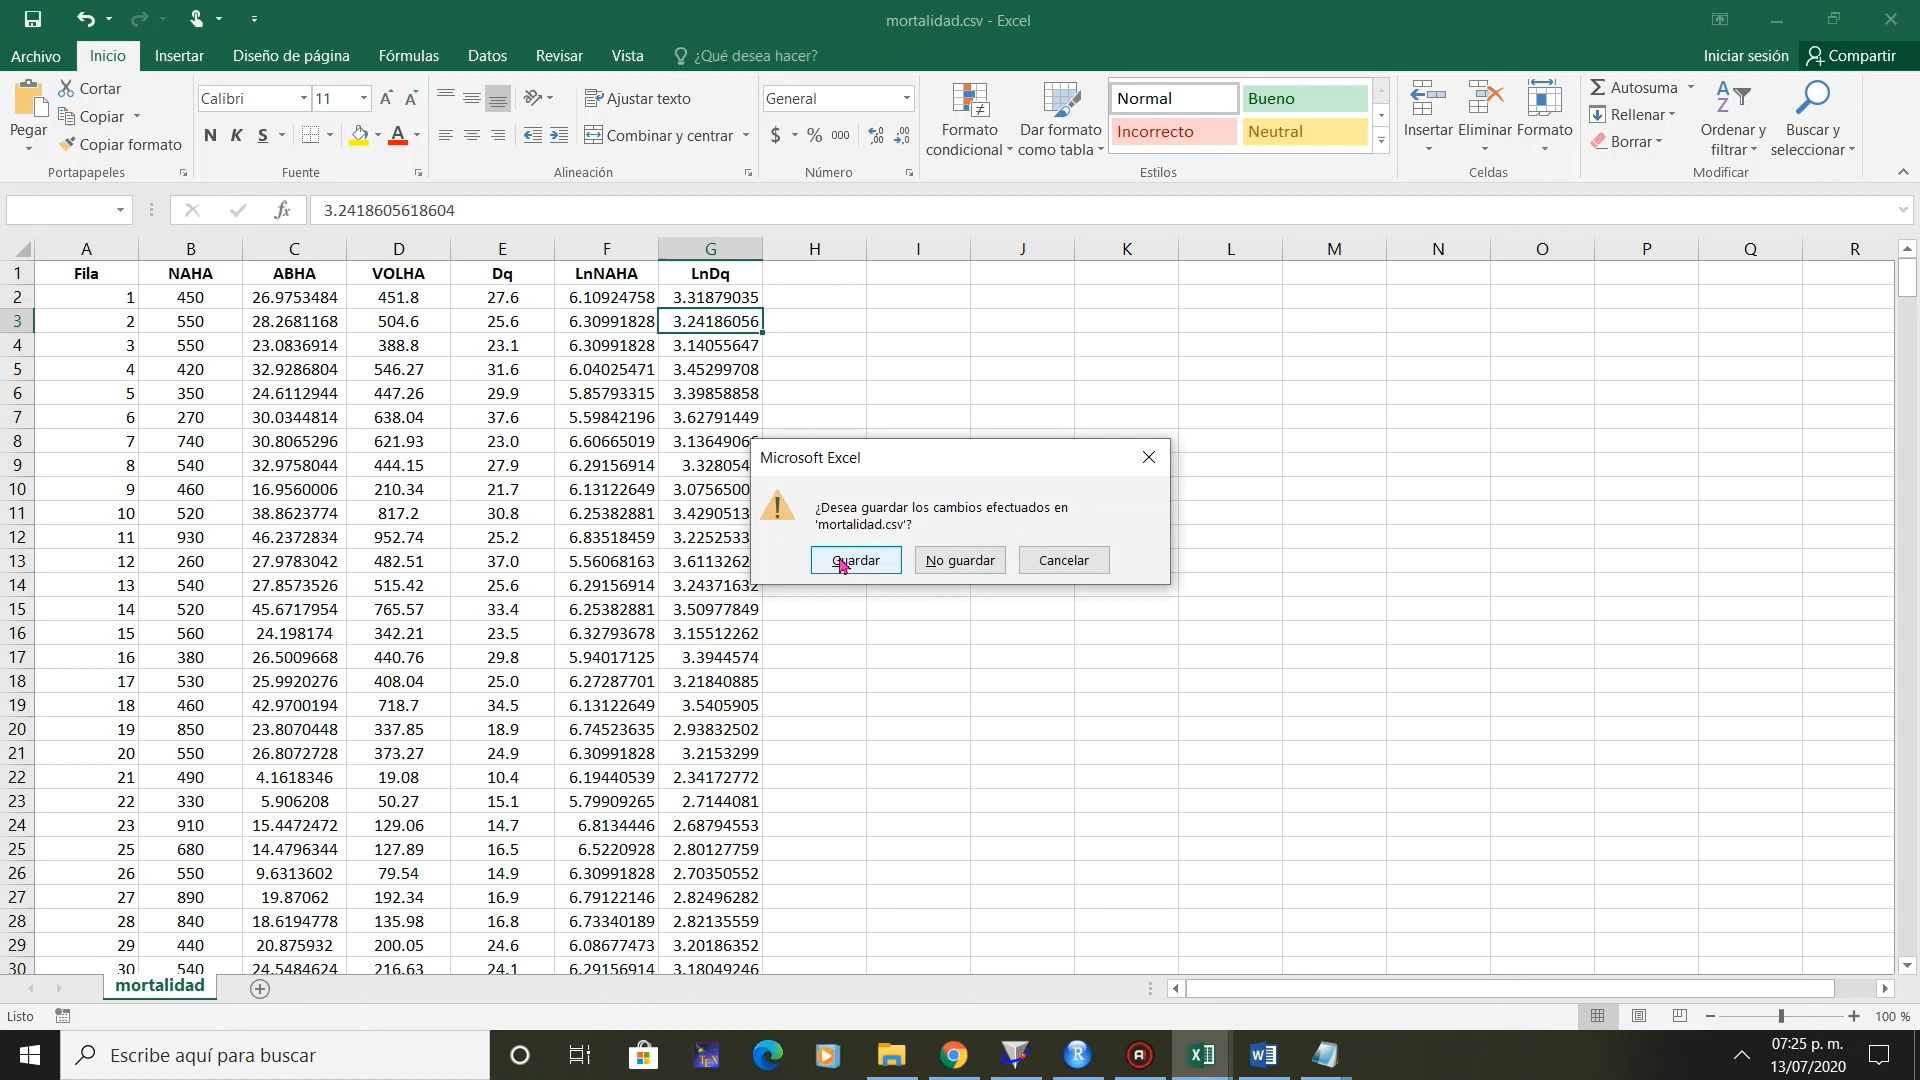 mortalidad.csv - Excel
Archivo Inicio Insertar Diseño de página Fórmulas Datos Revisar Vista ¿Qué desea hacer? Iniciar sesión Compartir
Pegar Cortar Copiar Copiar formato
Calibri 11
N K S A
Ajustar texto
Combinar y centrar
General
$ % 000
Formato condicional
Dar formato como tabla
Normal Bueno
Incorrecto Neutral
Insertar Eliminar Formato
Autosuma
Rellenar
Borrar
Ordenar y filtrar
Buscar y seleccionar
Portapapeles Fuente Alineación Número Estilos Celdas Modificar
fx 3.2418605618604
A B C D E F G H I J K L M N O P Q R
1 Fila NAHA ABHA VOLHA Dq LnNAHA LnDq
2 1 450 26.9753484 451.8 27.6 6.10924758 3.31879035
3 2 550 28.2681168 504.6 25.6 6.30991828 3.24186056
4 3 550 23.0836914 388.8 23.1 6.30991828 3.14055647
5 4 420 32.9286804 546.27 31.6 6.04025471 3.45299708
6 5 350 24.6112944 447.26 29.9 5.85793315 3.39858858
7 6 270 30.0344814 638.04 37.6 5.59842196 3.62791449
8 7 740 30.8065296 621.93 23.0 6.60665019 3.1364906
9 8 540 32.9758044 444.15 27.9 6.29156914 3.328054
10 9 460 16.9560006 210.34 21.7 6.13122649 3.0756500
11 10 520 38.8623774 817.2 30.8 6.25382881 3.4290513
12 11 930 46.2372834 952.74 25.2 6.83518459 3.2252533
13 12 260 27.9783042 482.51 37.0 5.56068163 3.6113262
14 13 540 27.8573526 515.42 25.6 6.29156914 3.24371632
15 14 520 45.6717954 765.57 33.4 6.25382881 3.50977849
16 15 560 24.198174 342.21 23.5 6.32793678 3.15512262
17 16 380 26.5009668 440.76 29.8 5.94017125 3.3944574
18 17 530 25.9920276 408.04 25.0 6.27287701 3.21840885
19 18 460 42.9700194 718.7 34.5 6.13122649 3.5405905
20 19 850 23.8070448 337.85 18.9 6.74523635 2.93832502
21 20 550 26.8072728 373.27 24.9 6.30991828 3.2153299
22 21 490 4.1618346 19.08 10.4 6.19440539 2.34172772
23 22 330 5.906208 50.27 15.1 5.79909265 2.7144081
24 23 910 15.4472472 129.06 14.7 6.8134446 2.68794553
25 25 680 14.4796344 127.89 16.5 6.5220928 2.80127759
26 26 550 9.6313602 79.54 14.9 6.30991828 2.70350552
27 27 890 19.87062 192.34 16.9 6.79122146 2.82496282
28 28 840 18.6194778 135.98 16.8 6.73340189 2.82135559
29 29 440 20.875932 200.05 24.6 6.08677473 3.20186352
30 30 540 24.5484624 216.63 24.1 6.29156914 3.18049246
Microsoft Excel
¿Desea guardar los cambios efectuados en
'mortalidad.csv'?
Guardar No guardar Cancelar
mortalidad
Listo 100 %
Escribe aquí para buscar
07:25 p. m.
13/07/2020